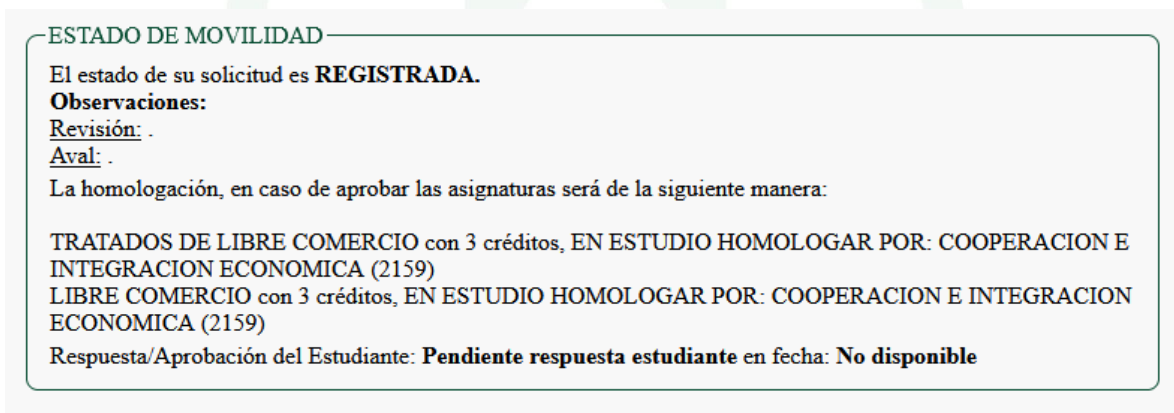 ESTADO DE MOVILIDAD
El estado de su solicitud es REGISTRADA.
Observaciones:
Revisión: .
Aval: .
La homologación, en caso de aprobar las asignaturas será de la siguiente manera:
TRATADOS DE LIBRE COMERCIO con 3 créditos, EN ESTUDIO HOMOLOGAR POR: COOPERACION E
INTEGRACION ECONOMICA (2159)
LIBRE COMERCIO con 3 créditos, EN ESTUDIO HOMOLOGAR POR: COOPERACION E INTEGRACION
ECONOMICA (2159)
Respuesta/Aprobación del Estudiante: Pendiente respuesta estudiante en fecha: No disponible